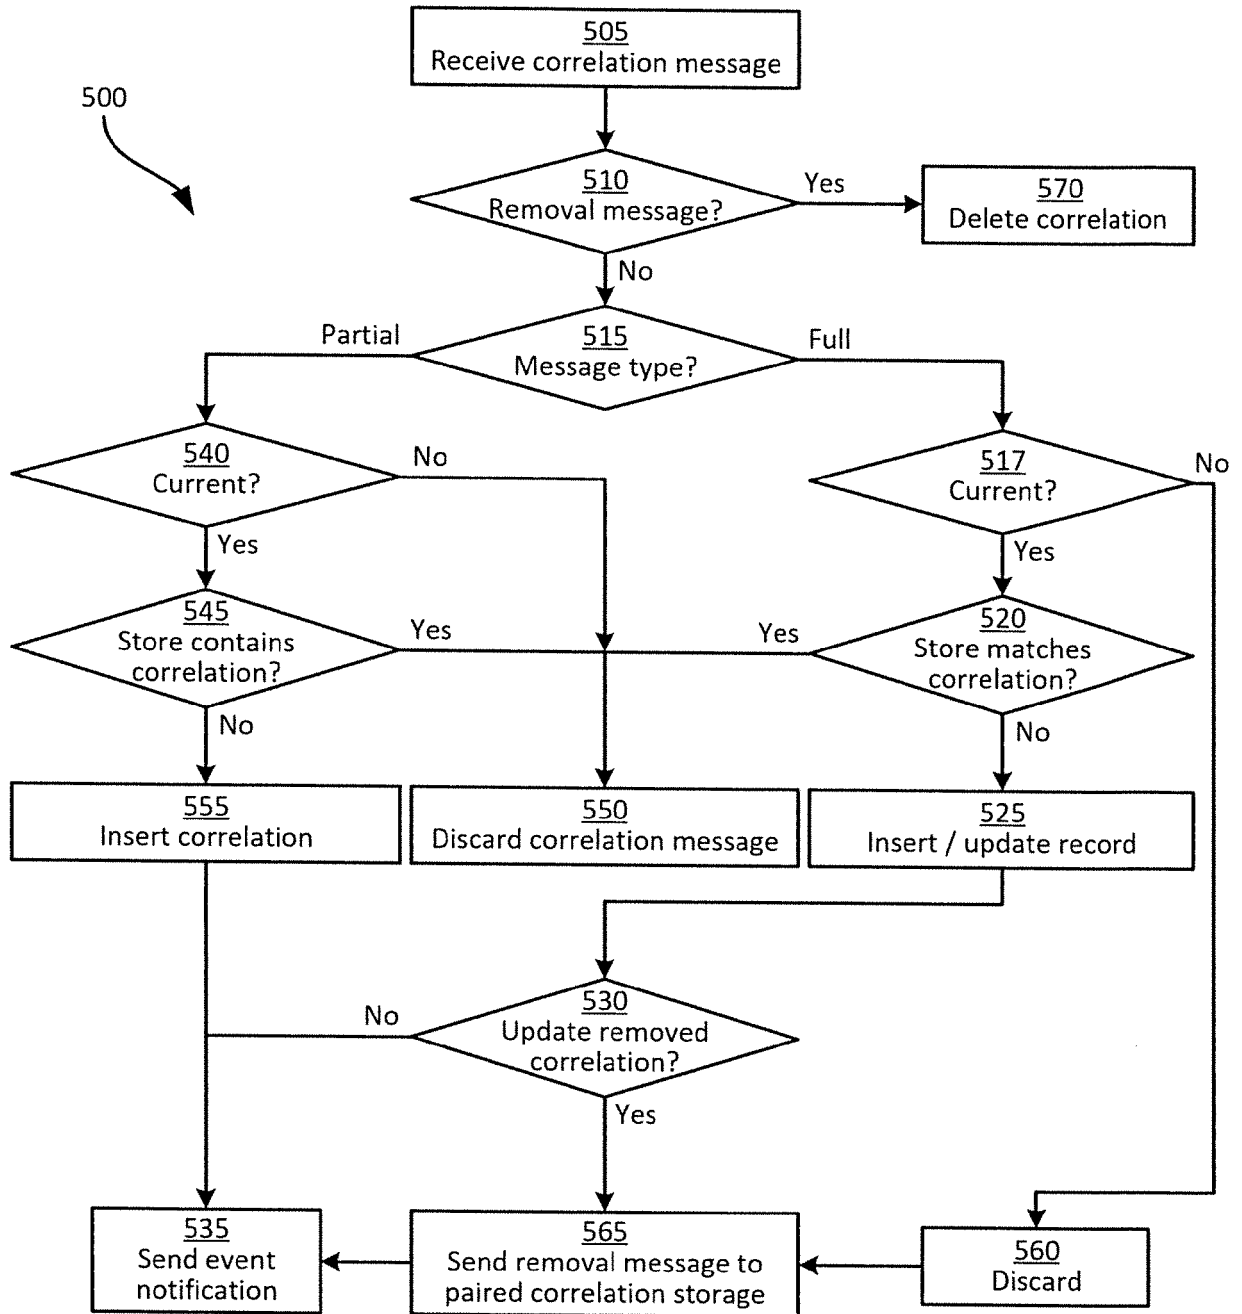 505
Receive correlation message
500
510
Removal message?
Yes
570
Delete correlation
No
Partial
515
Message type?
Full
540
Current?
No
517
Current?
No
Yes
Yes
545
Store contains
correlation?
Yes
Yes
520
Store matches
correlation?
No
No
555
Insert correlation
550
Discard correlation message
525
Insert / update record
No
530
Update removed
correlation?
Yes
535
Send event
notification
565
Send removal message to
paired correlation storage
560
Discard